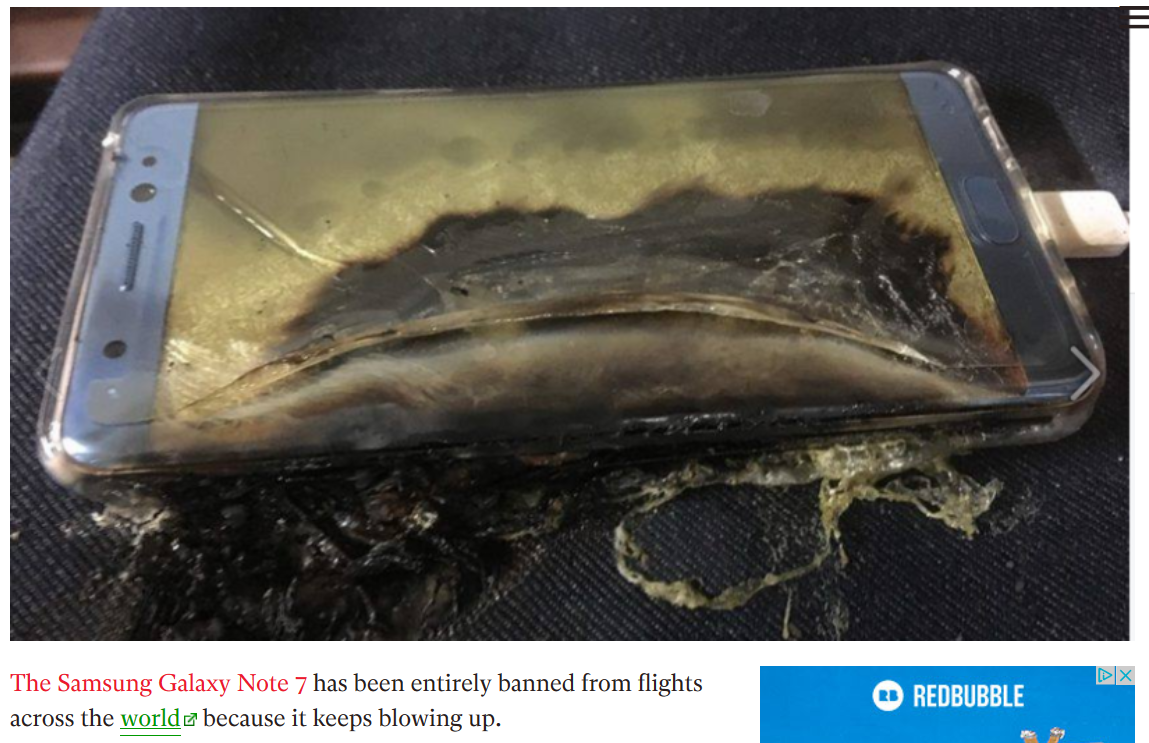 The Samsung Galaxy Note 7 has been entirely banned from flights
across the world because it keeps blowing up.
RB REDBUBBLE